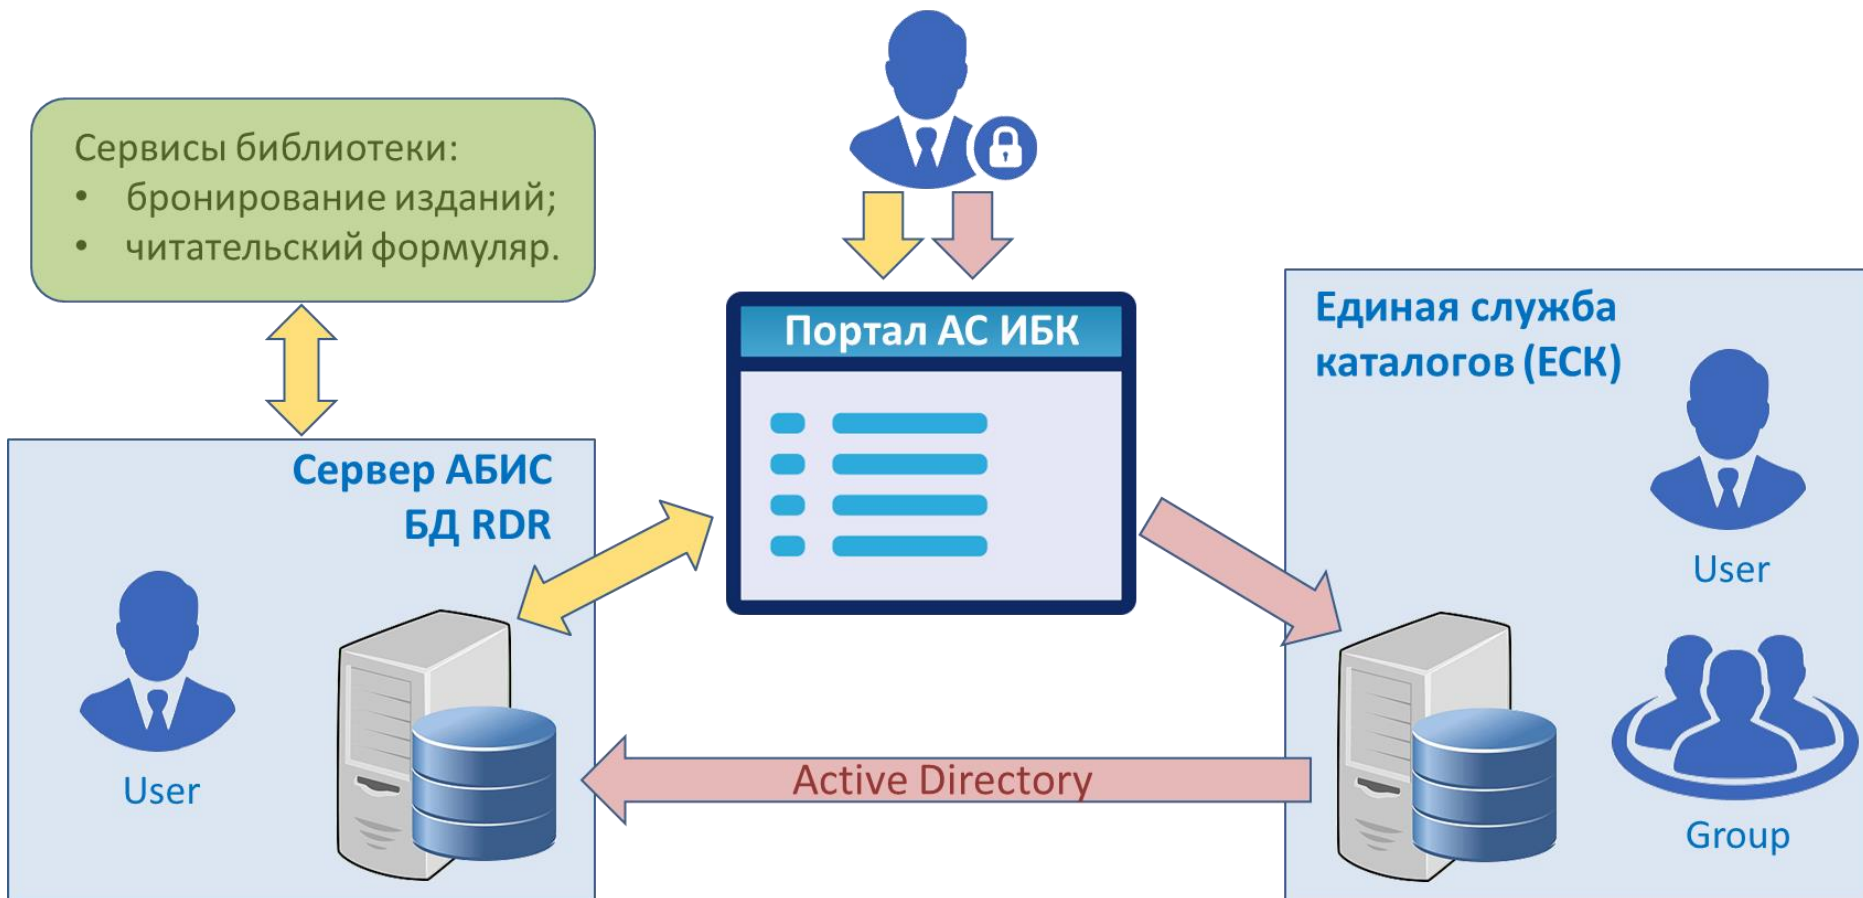 Сервисы библиотеки:
• бронирование изданий;
• читательский формуляр.
Портал АС ИБК
Единая служба
каталогов (ЕСК)
Сервер АБИС
БД RDR
User
User
Active Directory
Group